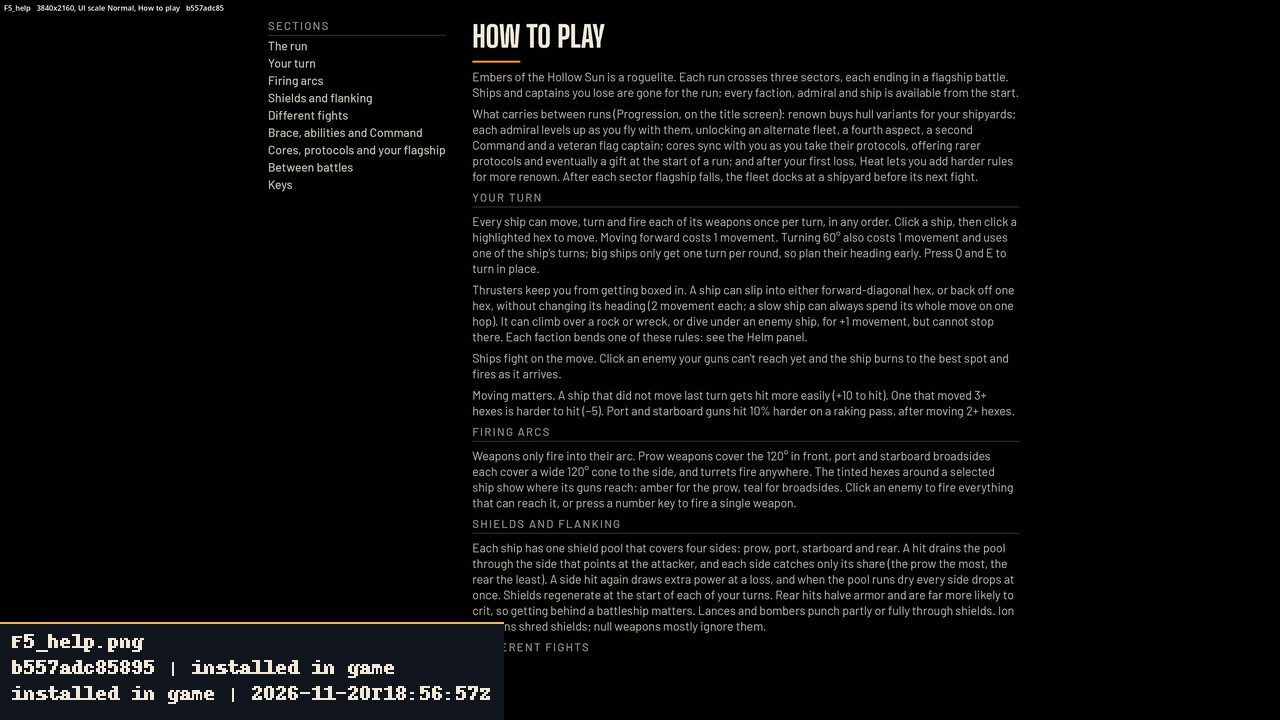 F5_help 3840x2160, UI scale Normal, How to play b557adc85
SECTIONS
The run
Your turn
Firing arcs
Shields and flanking
Different fights
Brace, abilities and Command
Cores, protocols and your flagship
Between battles
Keys
HOW TO PLAY
Embers of the Hollow Sun is a roguelite. Each run crosses three sectors, each ending in a flagship battle.
Ships and captains you lose are gone for the run; every faction, admiral and ship is available from the start.
What carries between runs (Progression, on the title screen): renown buys hull variants for your shipyards;
each admiral levels up as you fly with them, unlocking an alternate fleet, a fourth aspect, a second
Command and a veteran flag captain; cores sync with you as you take their protocols, offering rarer
protocols and eventually a gift at the start of a run; and after your first loss, Heat lets you add harder rules
for more renown. After each sector flagship falls, the fleet docks at a shipyard before its next fight.
YOUR TURN
Every ship can move, turn and fire each of its weapons once per turn, in any order. Click a ship, then click a
highlighted hex to move. Moving forward costs 1 movement. Turning 60° also costs 1 movement and uses
one of the ship's turns; big ships only get one turn per round, so plan their heading early. Press Q and E to
turn in place.
Thrusters keep you from getting boxed in. A ship can slip into either forward-diagonal hex, or back off one
hex, without changing its heading (2 movement each; a slow ship can always spend its whole move on one
hop). It can climb over a rock or wreck, or dive under an enemy ship, for +1 movement, but cannot stop
there. Each faction bends one of these rules; see the Helm panel.
Ships fight on the move. Click an enemy your guns can't reach yet and the ship burns to the best spot and
fires as it arrives.
Moving matters. A ship that did not move last turn gets hit more easily (+10 to hit). One that moved 3+
hexes is harder to hit (−5). Port and starboard guns hit 10% harder on a raking pass, after moving 2+ hexes.
FIRING ARCS
Weapons only fire into their arc. Prow weapons cover the 120° in front, port and starboard broadsides
each cover a wide 120° cone to the side, and turrets fire anywhere. The tinted hexes around a selected
ship show where its guns reach: amber for the prow, teal for broadsides. Click an enemy to fire everything
that can reach it, or press a number key to fire a single weapon.
SHIELDS AND FLANKING
Each ship has one shield pool that covers four sides: prow, port, starboard and rear. A hit drains the pool
through the side that points at the attacker, and each side catches only its share (the prow the most, the
rear the least). A side hit again draws extra power at a loss, and when the pool runs dry every side drops at
once. Shields regenerate at the start of each of your turns. Rear hits halve armor and are far more likely to
crit, so getting behind a battleship matters. Lances and bombers punch partly or fully through shields. Ion
ns shred shields; null weapons mostly ignore them.
ERENT FIGHTS
F5_help.png
b557adc85895 | installed in game
installed in game | 2026-11-20T18:56:57Z